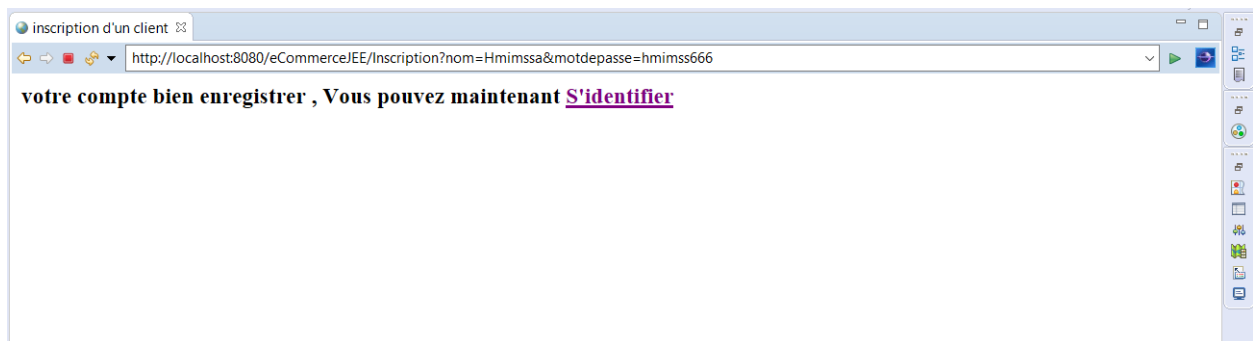 inscription d'un client
http://localhost:8080/eCommerceJEE/Inscription?nom=Hmimssa&motdepasse=hmimss666
votre compte bien enregistrer , Vous pouvez maintenant S'identifier